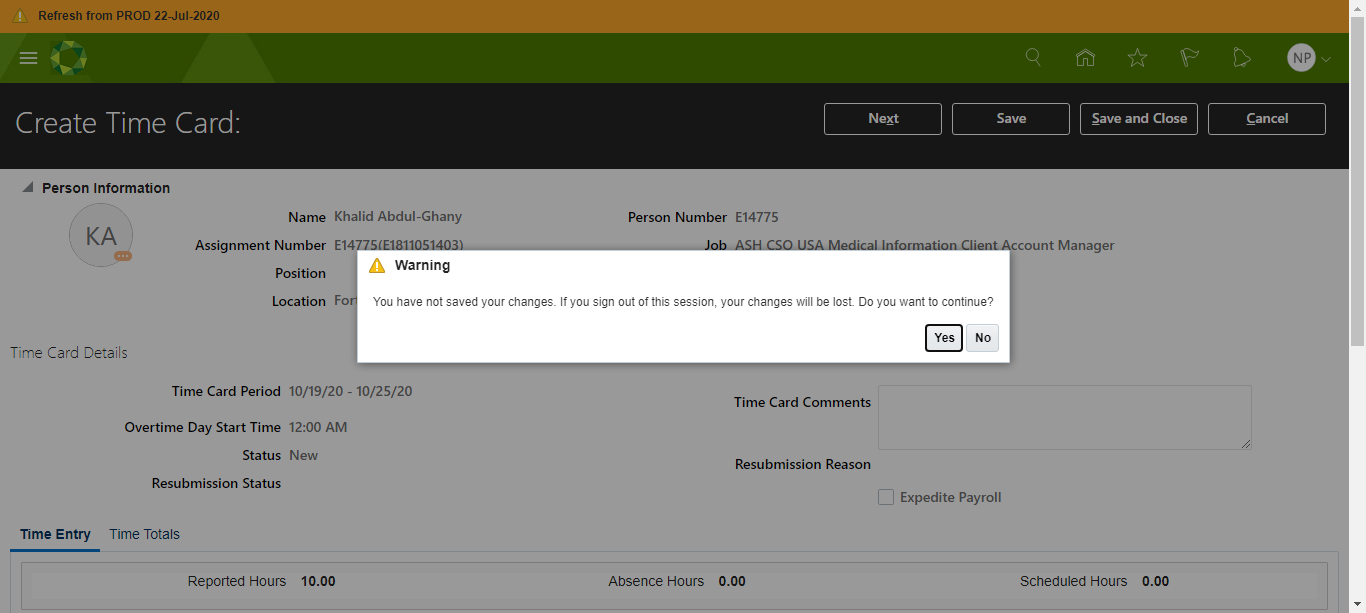 Refresh from PROD 22-Jul-2020
NP
Create Time Card:
Next
Save
Save and Close
Cancel
Person Information
KA
Name Khalid Abdul-Ghany
Person Number E14775
Assignment Number E14775(E1811051403)
Job ASH CSO USA Medical Information Client Account Manager
Position
Location
Warning
You have not saved your changes. If you sign out of this session, your changes will be lost. Do you want to continue?
Yes
No
Time Card Details
Time Card Period 10/19/20 - 10/25/20
Time Card Comments
Overtime Day Start Time 12:00 AM
Status New
Resubmission Reason
Resubmission Status
Expedite Payroll
Time Entry
Time Totals
Reported Hours 10.00
Absence Hours 0.00
Scheduled Hours 0.00